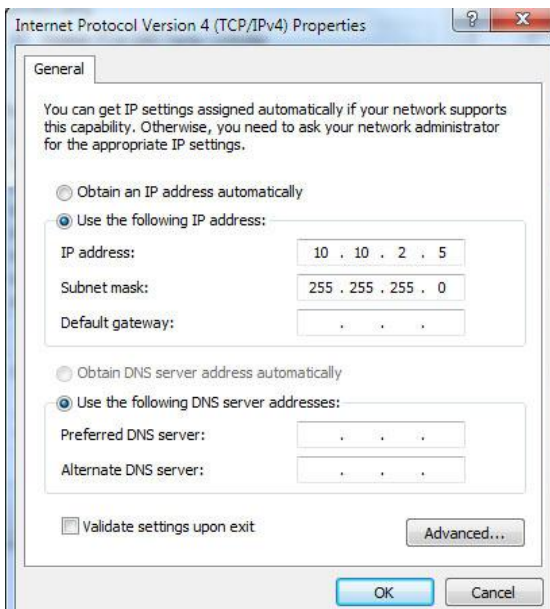 Internet Protocol Version 4 (TCP/IPv4) Properties
General
You can get IP settings assigned automatically if your network supports
this capability. Otherwise, you need to ask your network administrator
for the appropriate IP settings.
Obtain an IP address automatically
Use the following IP address:
IP address: 10 . 10 . 2 . 5
Subnet mask: 255 . 255 . 255 . 0
Default gateway: . . .
Obtain DNS server address automatically
Use the following DNS server addresses:
Preferred DNS server: . . .
Alternate DNS server: . . .
Validate settings upon exit
Advanced...
OK Cancel